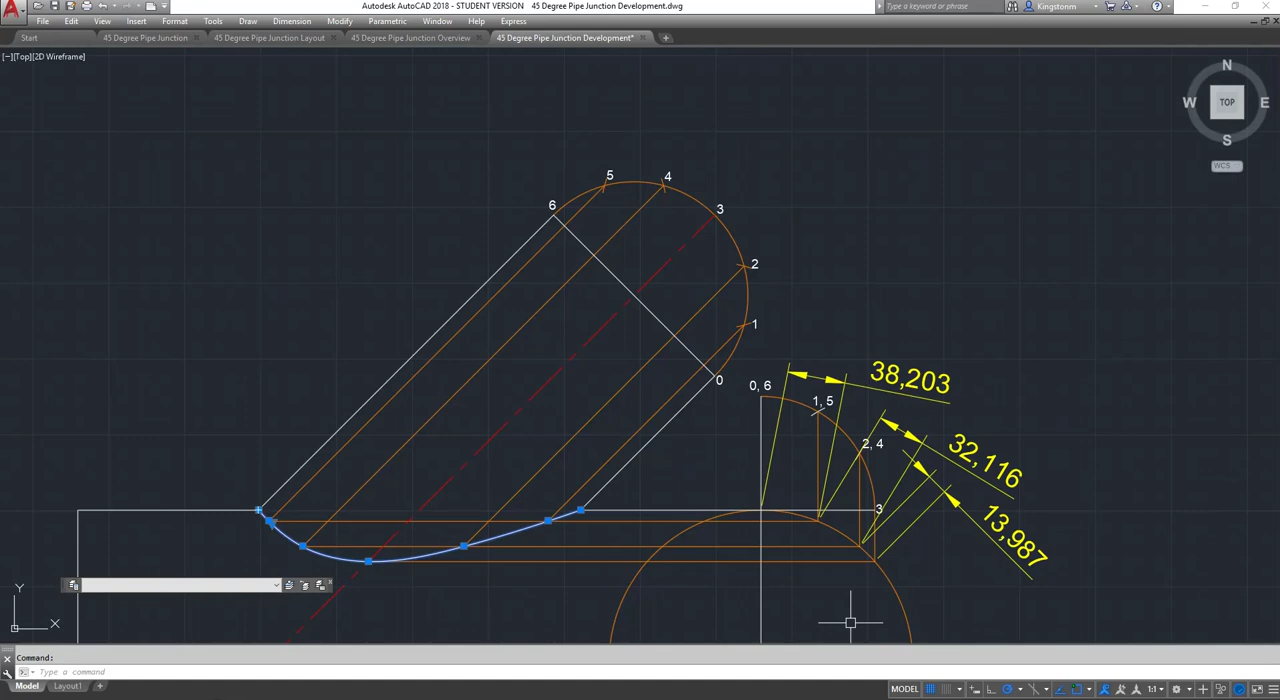 Autodesk AutoCAD 2018 - STUDENT VERSION    45 Degree Pipe Junction Development.dwg
Type a keyword or phrase
Kingstonm
File Edit View Insert Format Tools Draw Dimension Modify Parametric Window Help Express
Start 45 Degree Pipe Junction 45 Degree Pipe Junction Layout 45 Degree Pipe Junction Overview 45 Degree Pipe Junction Development*
[−][Top][2D Wireframe]
N
W TOP E
S
WCS
5 4
6 3
2
1
0 0, 6
38,203
1, 5
2, 4
32,116
3
13,987
Y
X
Command:
Type a command
Model Layout1
MODEL 1:1